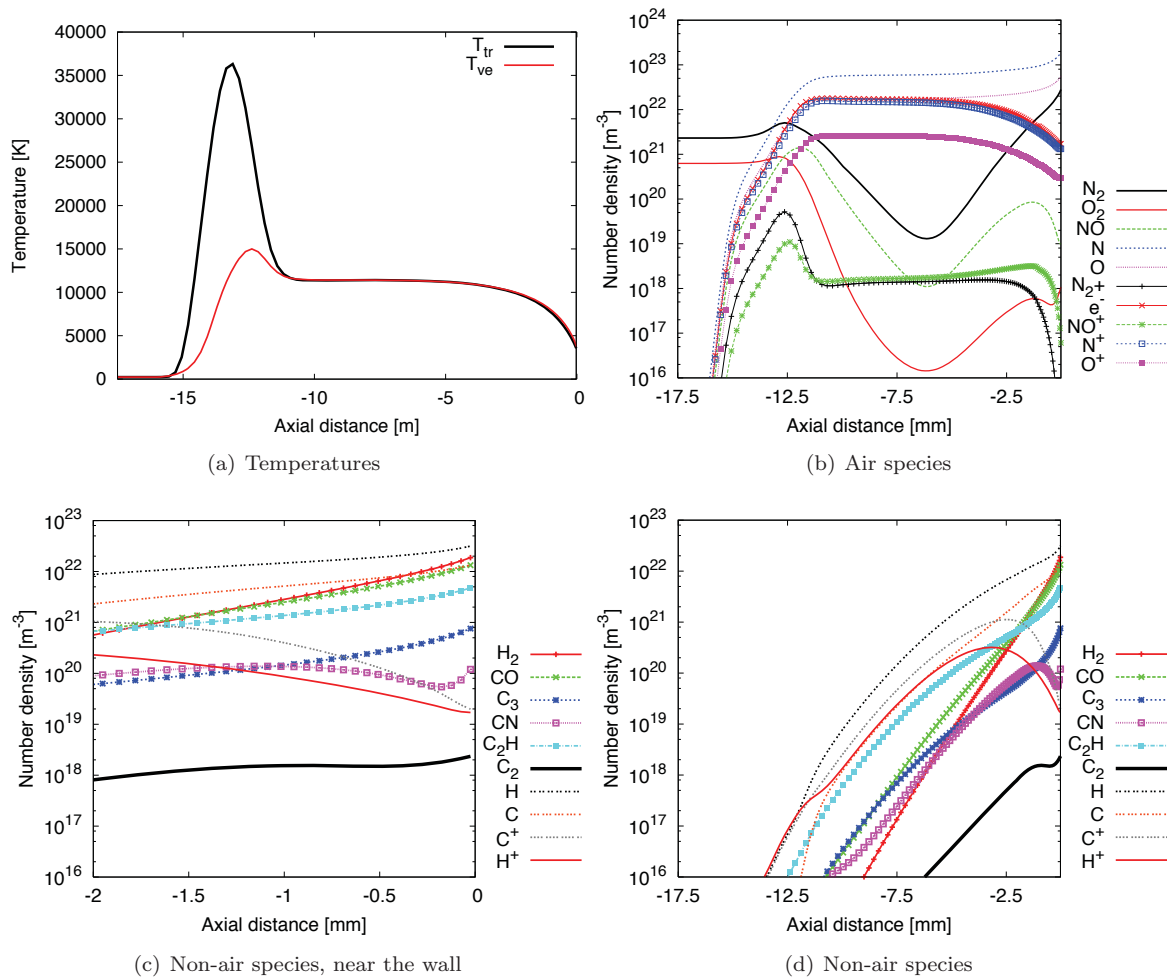 T_tr
T_ve
40000
35000
30000
25000
20000
15000
10000
5000
0
Temperature [K]
-15 -10 -5 0
Axial distance [m]
(a) Temperatures
10^24
10^23
10^22
10^21
10^20
10^19
10^18
10^17
10^16
Number density [m^-3]
-17.5 -12.5 -7.5 -2.5
Axial distance [mm]
N_2
O_2
NO
N
O
N_2+
e^-
NO^+
N^+
O^+
(b) Air species
10^23
10^22
10^21
10^20
10^19
10^18
10^17
10^16
Number density [m^-3]
-2 -1.5 -1 -0.5 0
Axial distance [mm]
H_2
CO
C_3
CN
C_2H
C_2
H
C
C^+
H^+
(c) Non-air species, near the wall
10^23
10^22
10^21
10^20
10^19
10^18
10^17
10^16
Number density [m^-3]
-17.5 -12.5 -7.5 -2.5
Axial distance [mm]
H_2
CO
C_3
CN
C_2H
C_2
H
C
C^+
H^+
(d) Non-air species